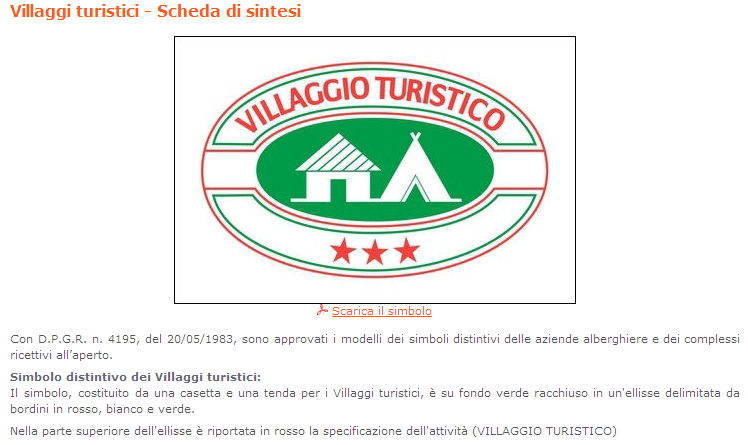 Villaggi turistici - Scheda di sintesi
VILLAGGIO TURISTICO
Scarica il simbolo
Con D.P.G.R. n. 4195, del 20/05/1983, sono approvati i modelli dei simboli distintivi delle aziende alberghiere e dei complessi
ricettivi all’aperto.
Simbolo distintivo dei Villaggi turistici:
Il simbolo, costituito da una casetta e una tenda per i Villaggi turistici, è su fondo verde racchiuso in un'ellisse delimitata da
bordini in rosso, bianco e verde.
Nella parte superiore dell'ellisse è riportata in rosso la specificazione dell'attività (VILLAGGIO TURISTICO)